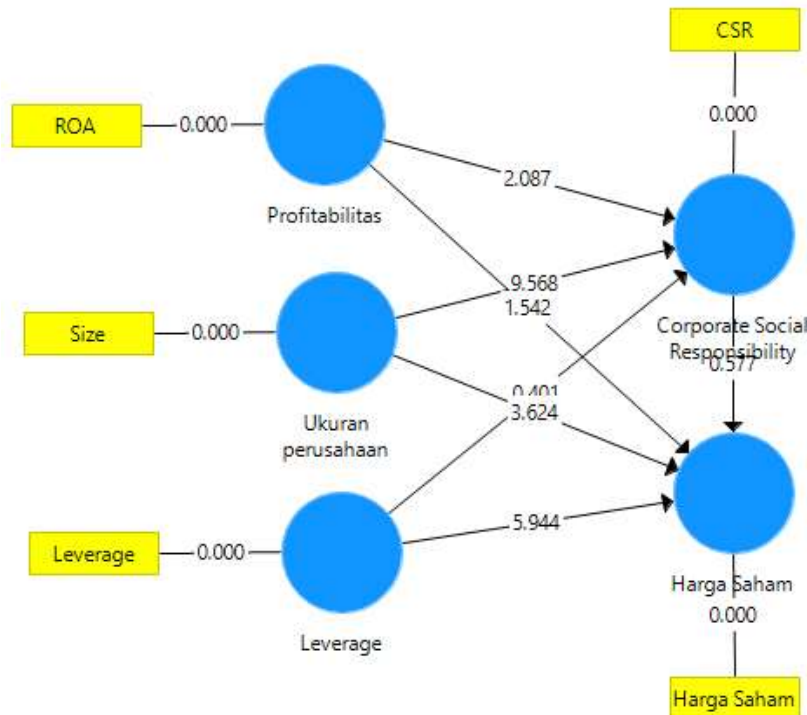 CSR
0.000
ROA
0.000
Profitabilitas
2.087
9.568
1.542
Size
0.000
Corporate Social
Responsibility
0.577
Ukuran
perusahaan
0.401
3.624
Leverage
0.000
5.944
Leverage
Harga Saham
0.000
Harga Saham